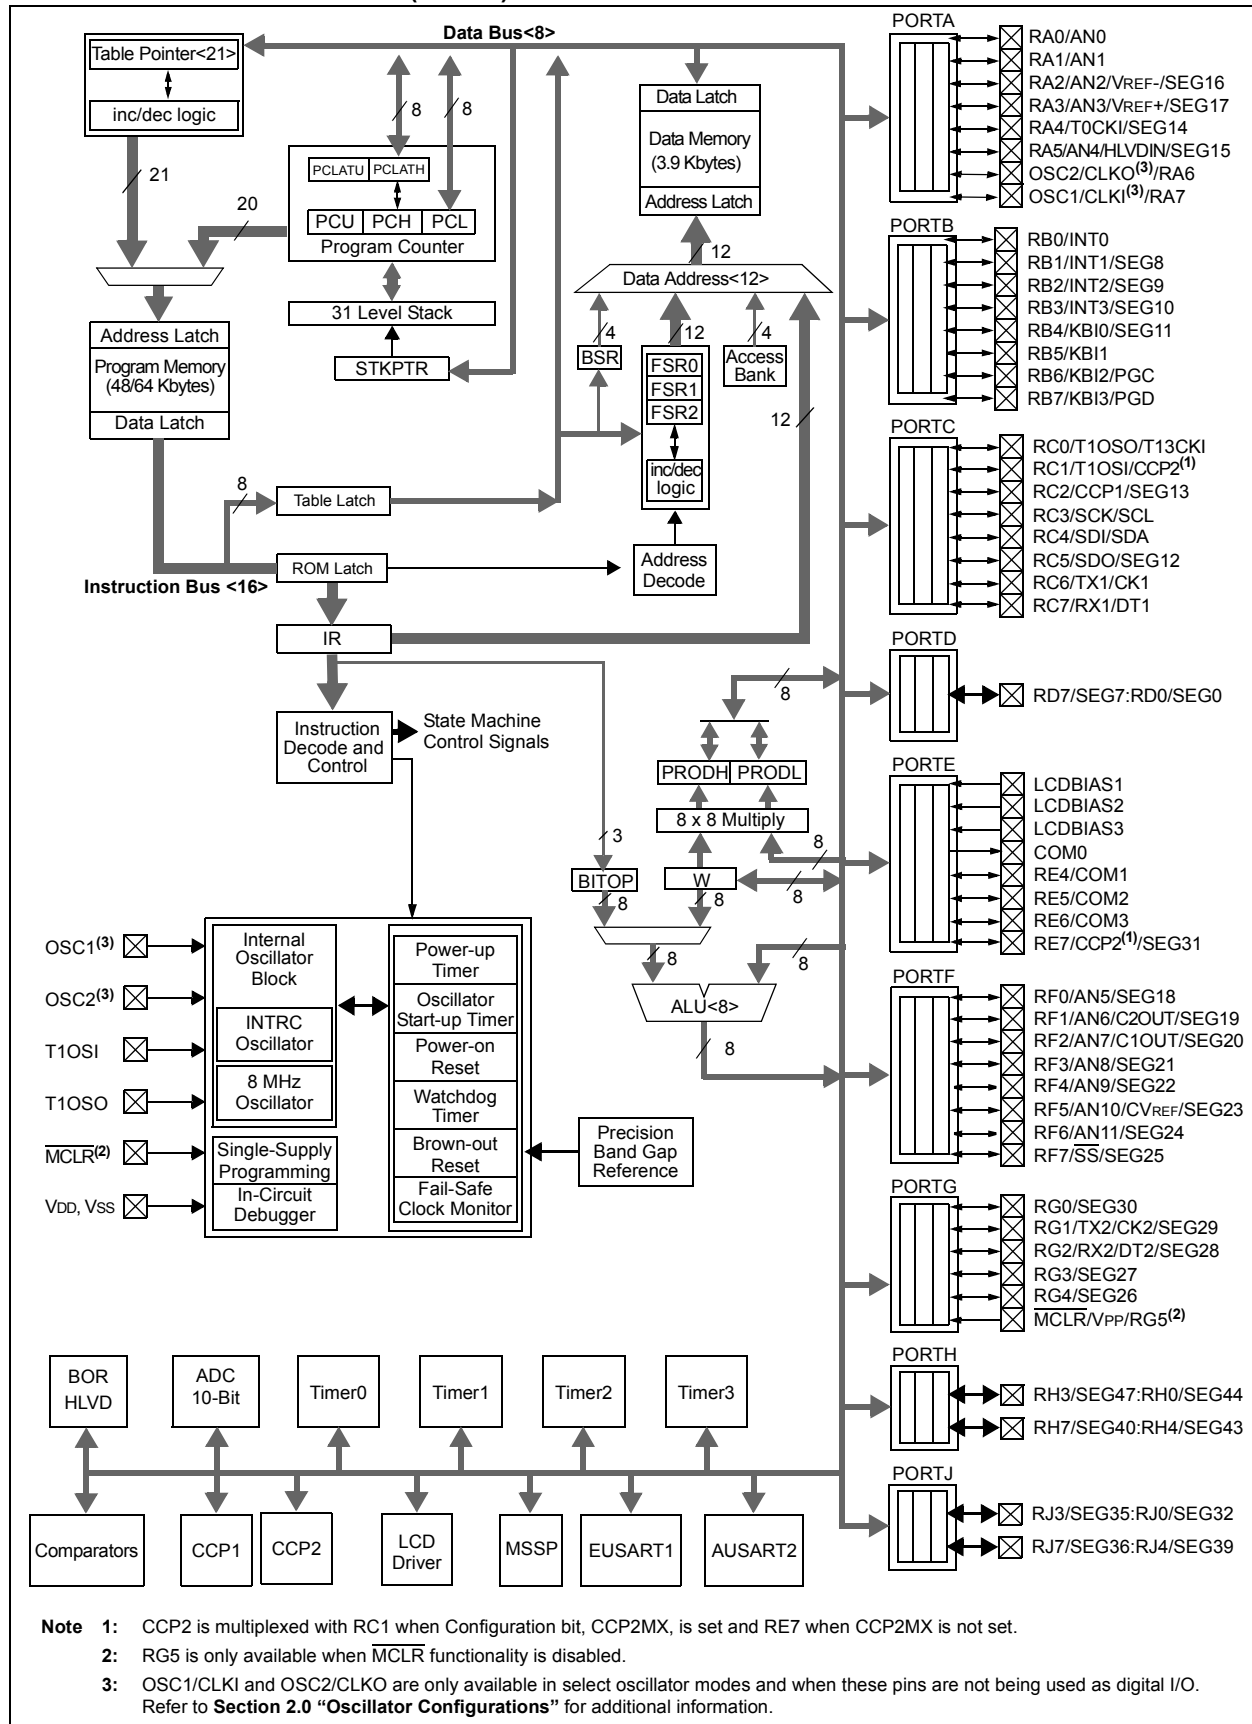 Data Bus<8>
Table Pointer<21>
inc/dec logic
21
8
8
PCLATU PCLATH
PCU PCH PCL
Program Counter
20
31 Level Stack
STKPTR
Address Latch
Program Memory
(48/64 Kbytes)
Data Latch
8
Table Latch
ROM Latch
Instruction Bus <16>
IR
Data Latch
Data Memory
(3.9 Kbytes)
Address Latch
12
Data Address<12>
4
12
4
BSR
FSR0
FSR1
FSR2
inc/dec
logic
Access
Bank
12
Address
Decode
Instruction
Decode and
Control
State Machine
Control Signals
8
PRODH PRODL
8 x 8 Multiply
3
8
BITOP
W
8
8
8
8
8
ALU<8>
8
OSC1(3)
OSC2(3)
T1OSI
T1OSO
MCLR(2)
VDD, VSS
Internal
Oscillator
Block
INTRC
Oscillator
8 MHz
Oscillator
Single-Supply
Programming
In-Circuit
Debugger
Power-up
Timer
Oscillator
Start-up Timer
Power-on
Reset
Watchdog
Timer
Brown-out
Reset
Fail-Safe
Clock Monitor
Precision
Band Gap
Reference
BOR
HLVD
ADC
10-Bit
Timer0
Timer1
Timer2
Timer3
Comparators
CCP1
CCP2
LCD
Driver
MSSP
EUSART1
AUSART2
PORTA
RA0/AN0
RA1/AN1
RA2/AN2/VREF-/SEG16
RA3/AN3/VREF+/SEG17
RA4/T0CKI/SEG14
RA5/AN4/HLVDIN/SEG15
OSC2/CLKO(3)/RA6
OSC1/CLKI(3)/RA7
PORTB
RB0/INT0
RB1/INT1/SEG8
RB2/INT2/SEG9
RB3/INT3/SEG10
RB4/KBI0/SEG11
RB5/KBI1
RB6/KBI2/PGC
RB7/KBI3/PGD
PORTC
RC0/T1OSO/T13CKI
RC1/T1OSI/CCP2(1)
RC2/CCP1/SEG13
RC3/SCK/SCL
RC4/SDI/SDA
RC5/SDO/SEG12
RC6/TX1/CK1
RC7/RX1/DT1
PORTD
RD7/SEG7:RD0/SEG0
PORTE
LCDBIAS1
LCDBIAS2
LCDBIAS3
COM0
RE4/COM1
RE5/COM2
RE6/COM3
RE7/CCP2(1)/SEG31
PORTF
RF0/AN5/SEG18
RF1/AN6/C2OUT/SEG19
RF2/AN7/C1OUT/SEG20
RF3/AN8/SEG21
RF4/AN9/SEG22
RF5/AN10/CVREF/SEG23
RF6/AN11/SEG24
RF7/SS/SEG25
PORTG
RG0/SEG30
RG1/TX2/CK2/SEG29
RG2/RX2/DT2/SEG28
RG3/SEG27
RG4/SEG26
MCLR/VPP/RG5(2)
PORTH
RH3/SEG47:RH0/SEG44
RH7/SEG40:RH4/SEG43
PORTJ
RJ3/SEG35:RJ0/SEG32
RJ7/SEG36:RJ4/SEG39
Note 1: CCP2 is multiplexed with RC1 when Configuration bit, CCP2MX, is set and RE7 when CCP2MX is not set.
2: RG5 is only available when MCLR functionality is disabled.
3: OSC1/CLKI and OSC2/CLKO are only available in select oscillator modes and when these pins are not being used as digital I/O.
Refer to Section 2.0 “Oscillator Configurations” for additional information.